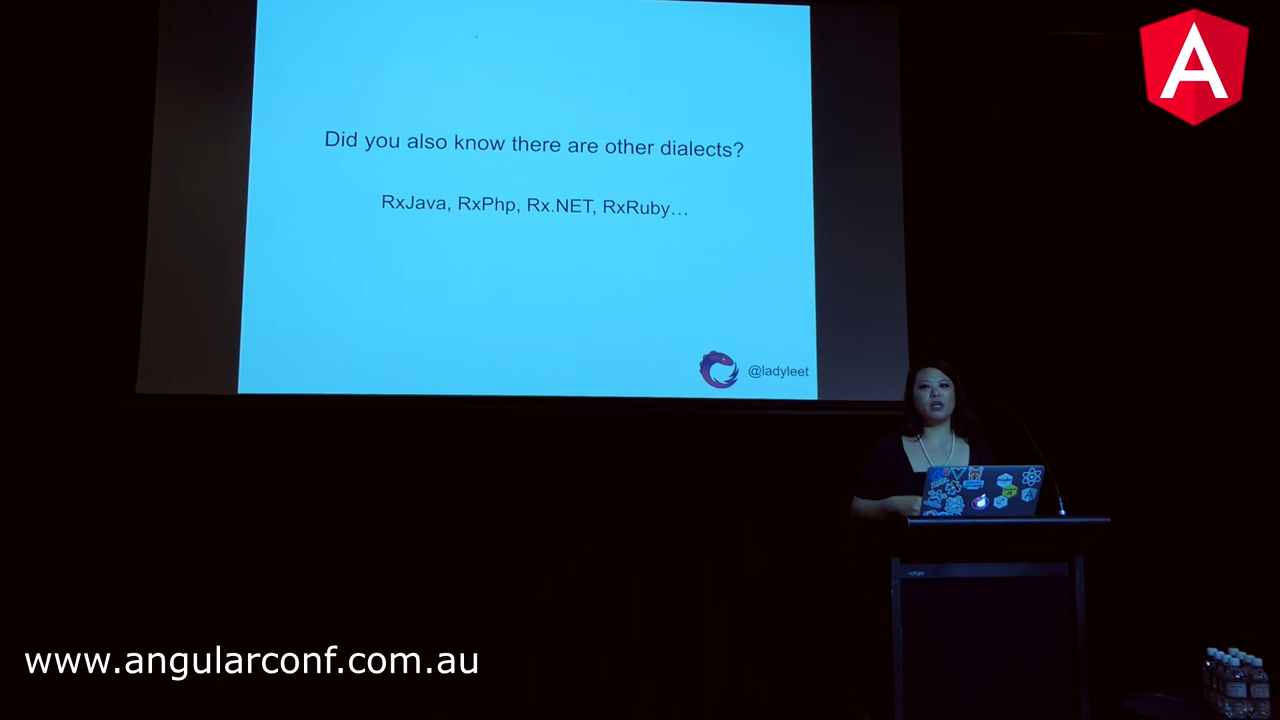 Did you also know there are other dialects?
RxJava, RxPhp, Rx.NET, RxRuby…
@ladyleet
A
www.angularconf.com.au